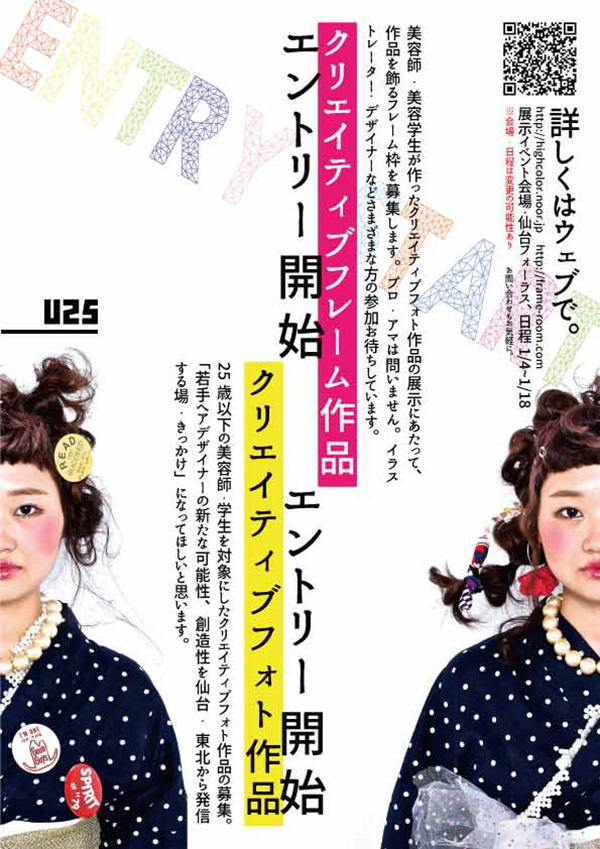 ENTRY START
詳しくはウェブで。
http://highcolor.noor.jp http://frame-room.com
展示イベント会場・仙台フォーラス、日程 1/4~1/18
※会場・日程は変更の可能性あり
お問い合わせもお気軽に。
美容師・美容学生が作ったクリエイティブフォト作品の展示にあたって、
作品を飾るフレーム枠を募集します。プロ・アマは問いません。イラス
トレーター・デザイナーなどさまざまな方の参加お待ちしています。
クリエイティブフレーム作品
エントリー開始
U25
エントリー開始
クリエイティブフォト作品
25歳以下の美容師・学生を対象にしたクリエイティブフォト作品の募集。
「若手ヘアデザイナーの新たな可能性、創造性を仙台・東北から発信
する場・きっかけ」になってほしいと思います。
READ
I'M ONE
SPIRIT
of "79